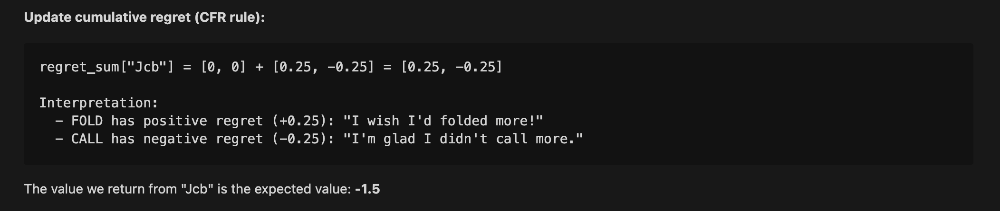 Update cumulative regret (CFR rule):
regret_sum["Jcb"] = [0, 0] + [0.25, −0.25] = [0.25, −0.25]
Interpretation:
− FOLD has positive regret (+0.25): "I wish I'd folded more!"
− CALL has negative regret (−0.25): "I'm glad I didn't call more."
The value we return from "Jcb" is the expected value: -1.5